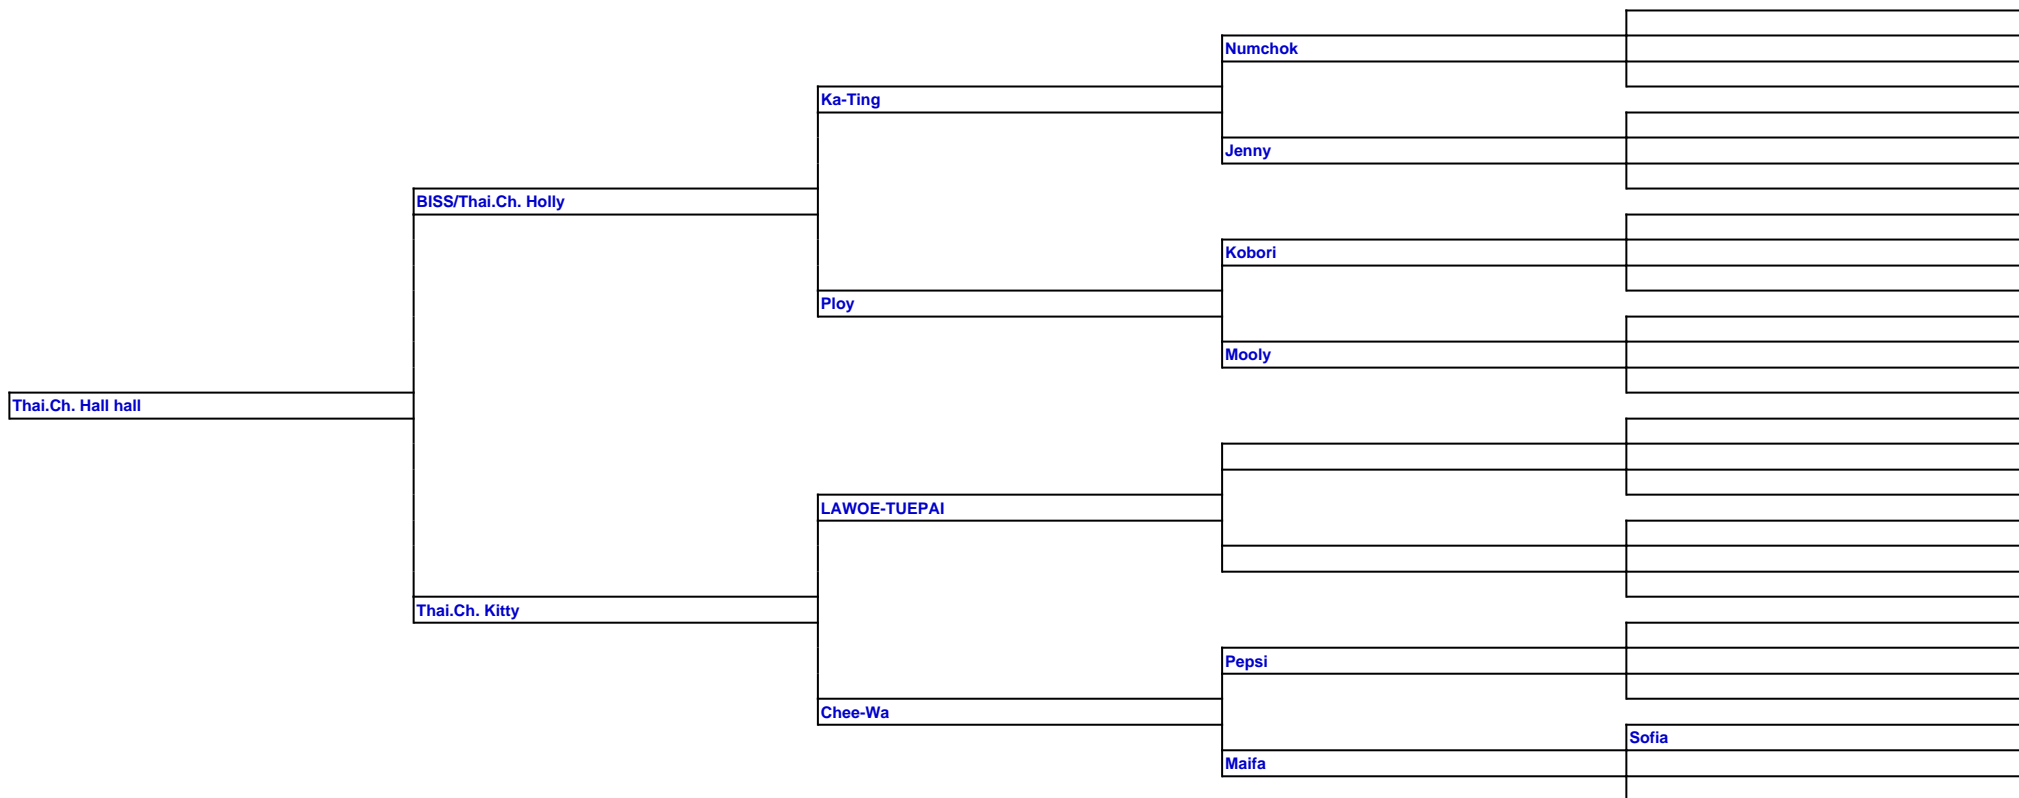 Numchok
Ka-Ting
Jenny
BISS/Thai.Ch. Holly
Kobori
Ploy
Mooly
Thai.Ch. Hall hall
LAWOE-TUEPAI
Thai.Ch. Kitty
Pepsi
Chee-Wa
Sofia
Maifa